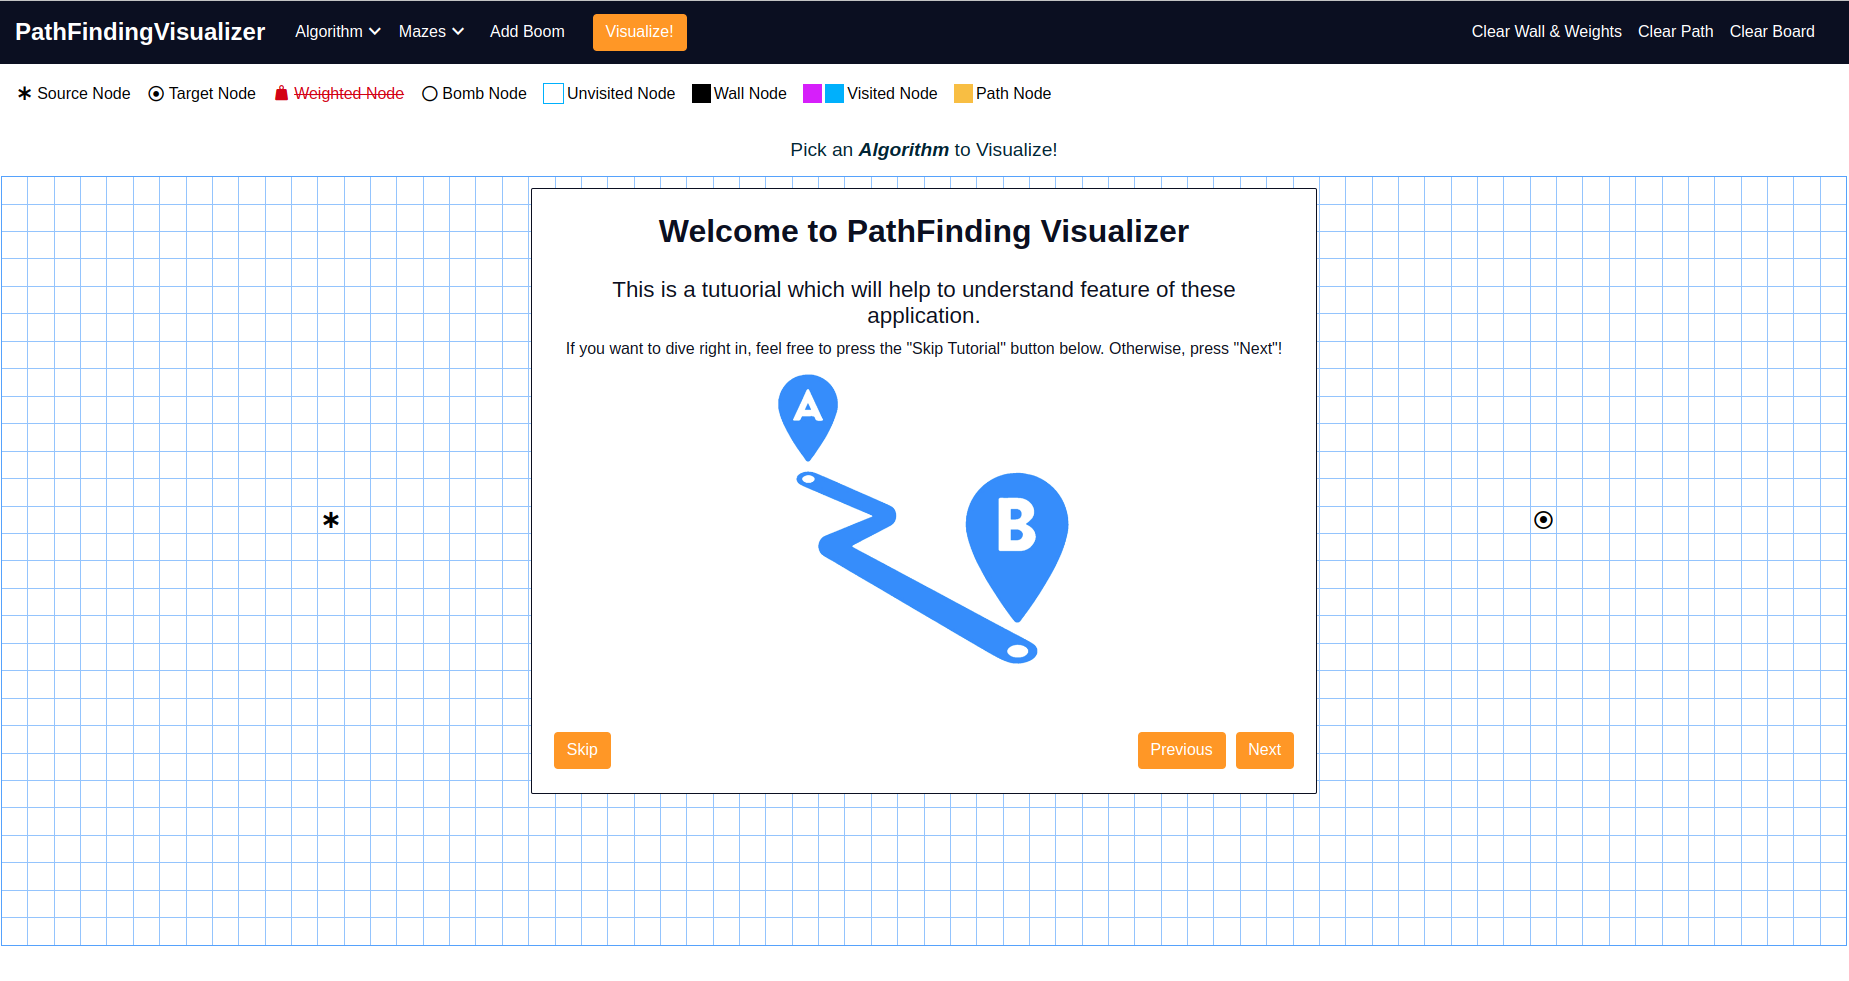 PathFindingVisualizer Algorithm Mazes Add Boom Visualize! Clear Wall & Weights Clear Path Clear Board
Source Node Target Node Weighted Node Bomb Node Unvisited Node Wall Node Visited Node Path Node
Pick an Algorithm to Visualize!
Welcome to PathFinding Visualizer
This is a tutuorial which will help to understand feature of these
application.
If you want to dive right in, feel free to press the "Skip Tutorial" button below. Otherwise, press "Next"!
A
B
Skip Previous Next